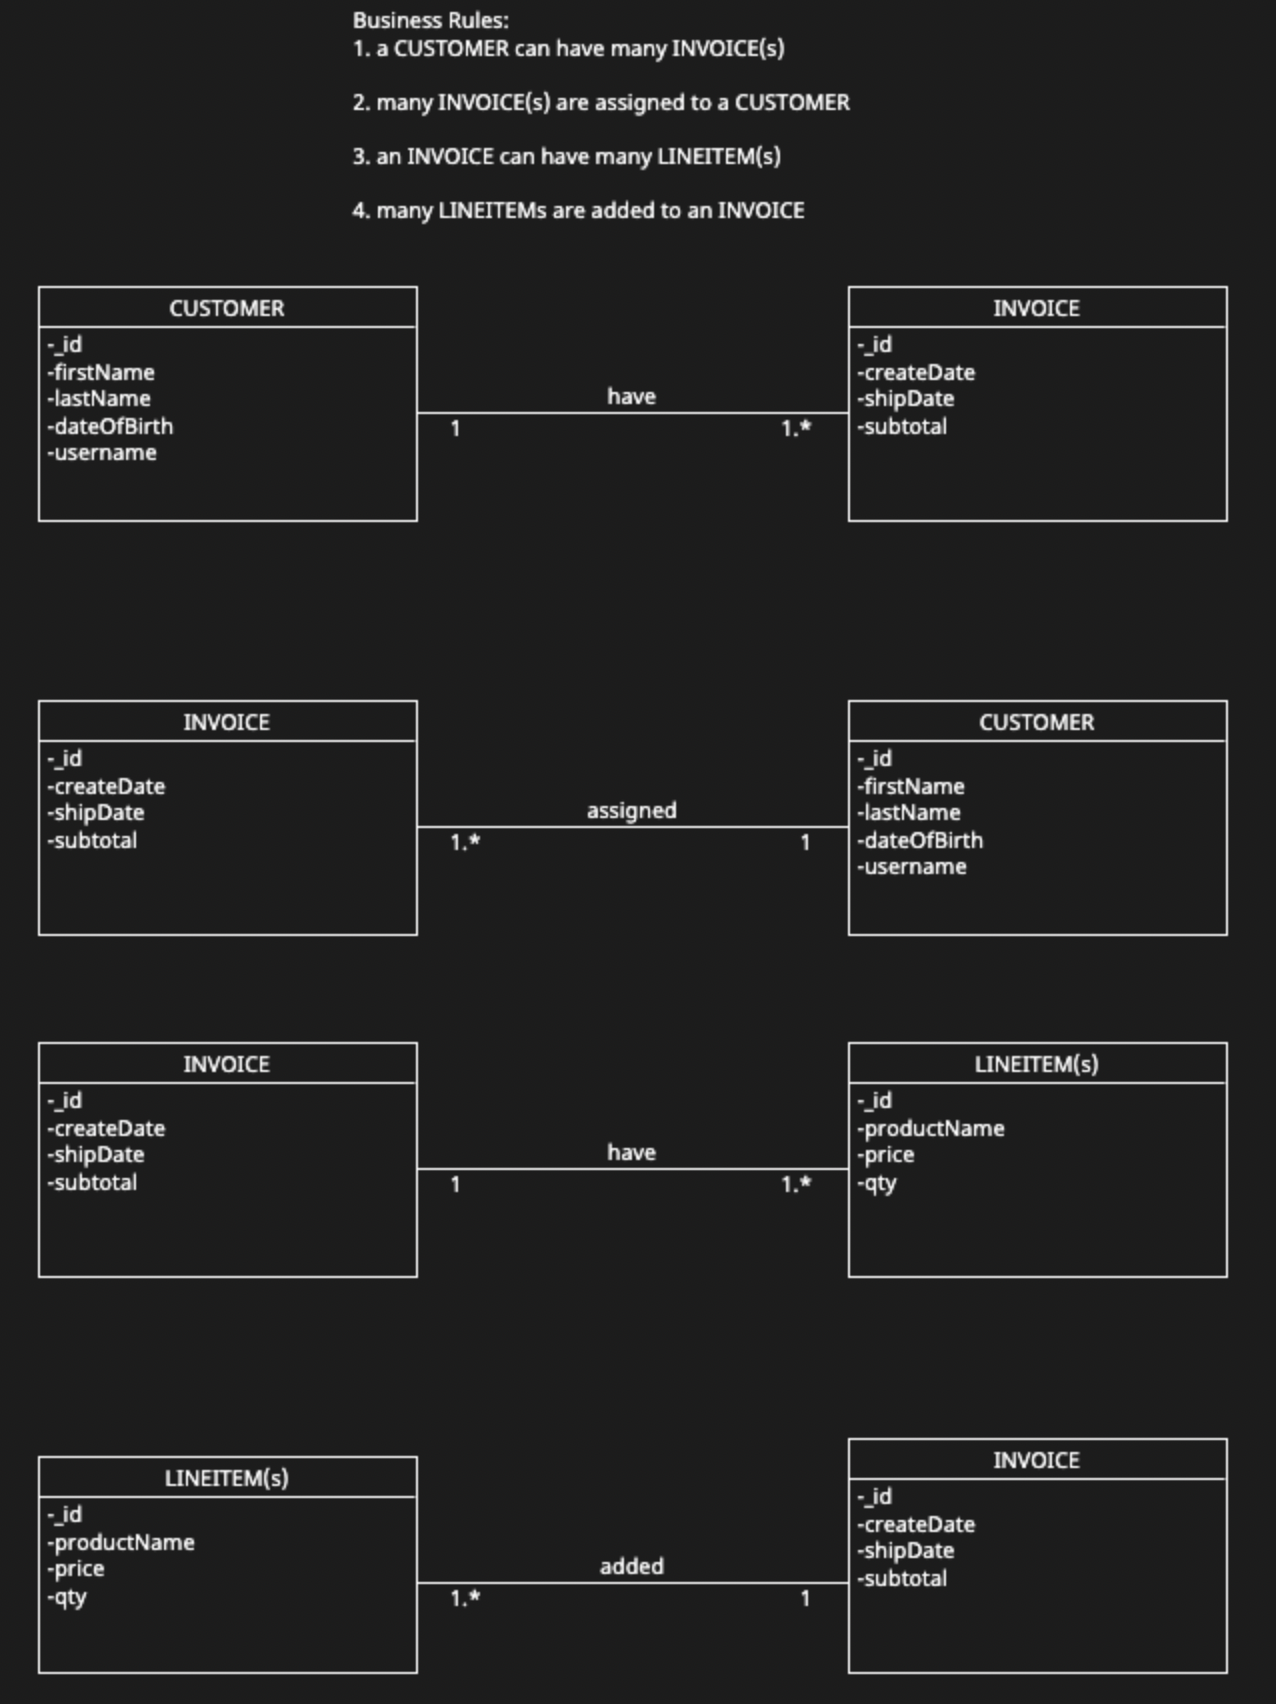 Business Rules:
1. a CUSTOMER can have many INVOICE(s)
2. many INVOICE(s) are assigned to a CUSTOMER
3. an INVOICE can have many LINEITEM(s)
4. many LINEITEMs are added to an INVOICE
CUSTOMER
-_id
-firstName
-lastName
-dateOfBirth
-username
have
1
1.*
INVOICE
-_id
-createDate
-shipDate
-subtotal
INVOICE
-_id
-createDate
-shipDate
-subtotal
assigned
1.*
1
CUSTOMER
-_id
-firstName
-lastName
-dateOfBirth
-username
INVOICE
-_id
-createDate
-shipDate
-subtotal
have
1
1.*
LINEITEM(s)
-_id
-productName
-price
-qty
LINEITEM(s)
-_id
-productName
-price
-qty
added
1.*
1
INVOICE
-_id
-createDate
-shipDate
-subtotal